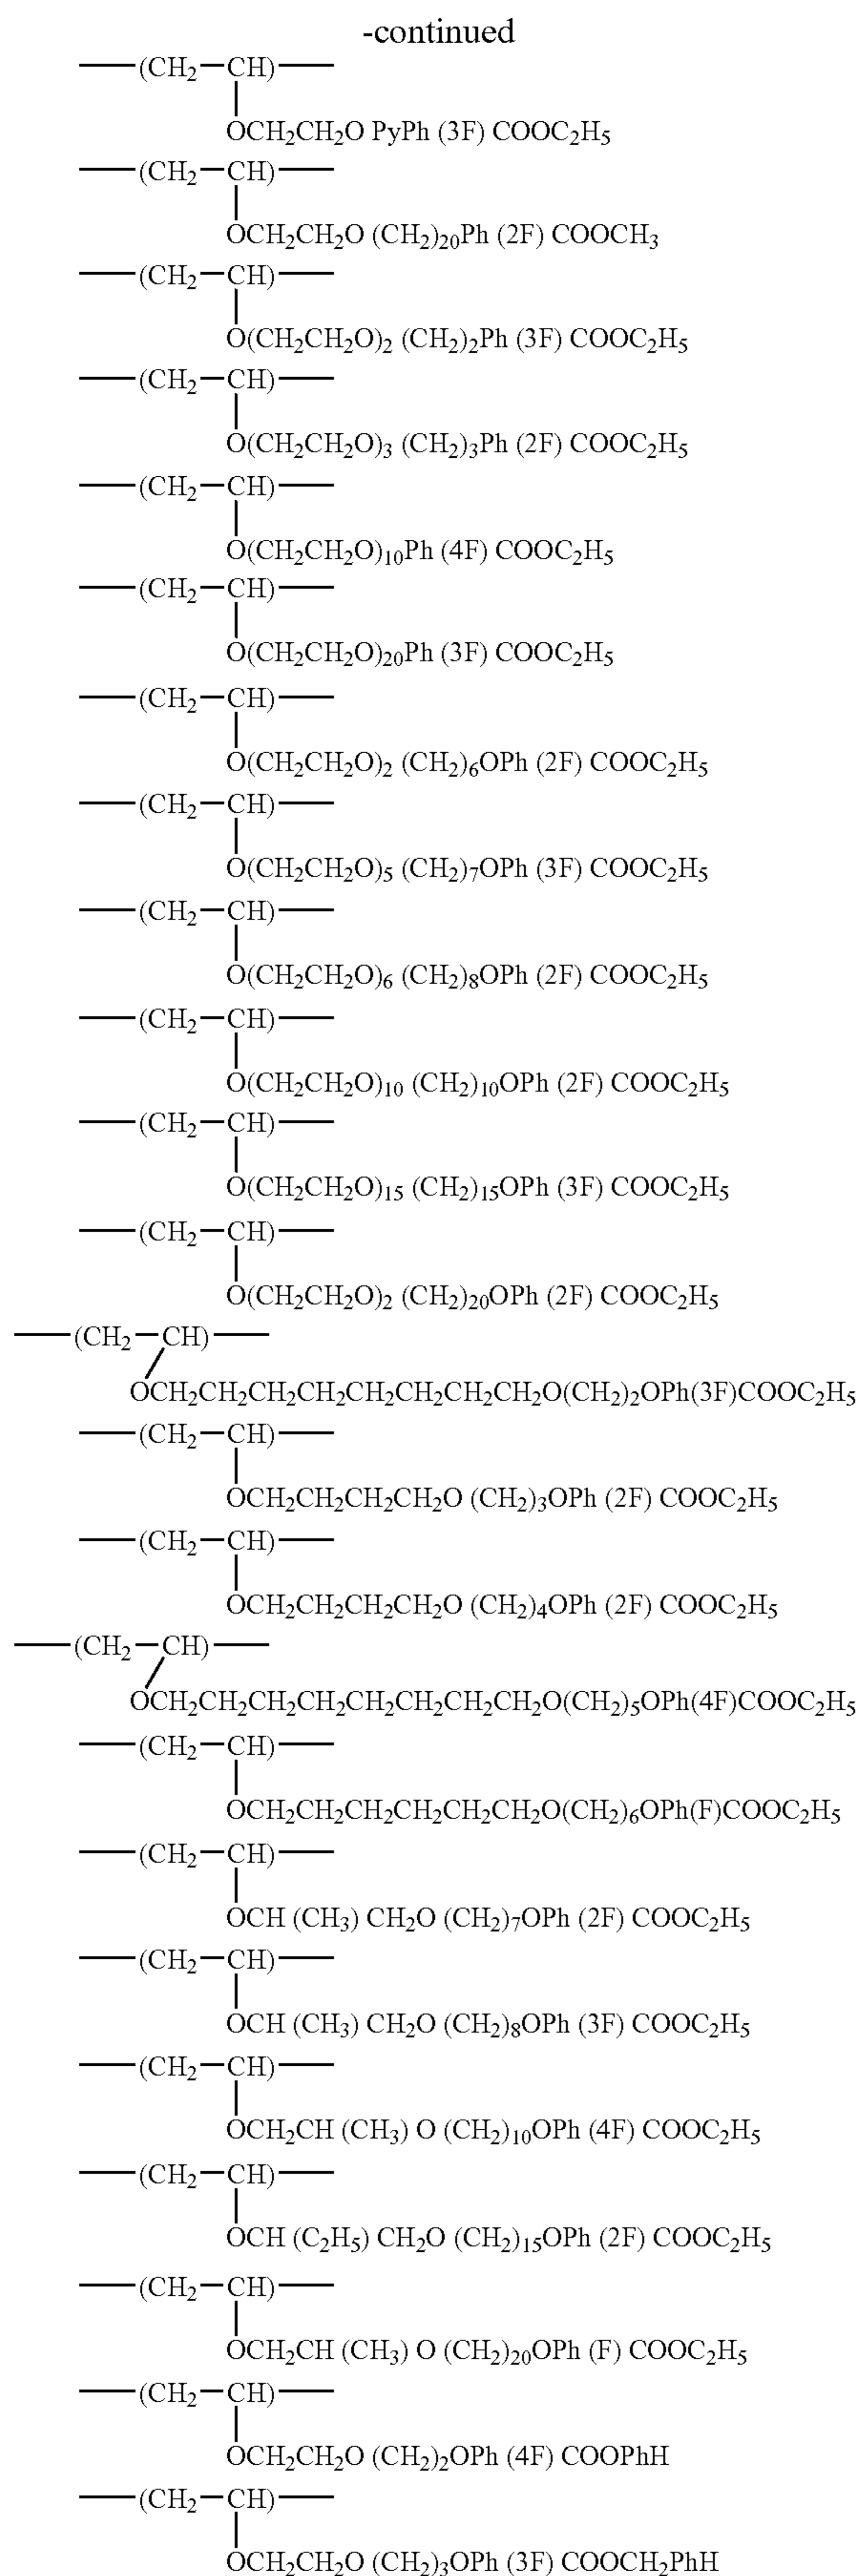 -continued
—(CH₂—CH)—
OCH₂CH₂O PyPh (3F) COOC₂H₅
—(CH₂—CH)—
OCH₂CH₂O (CH₂)₂₀Ph (2F) COOCH₃
—(CH₂—CH)—
O(CH₂CH₂O)₂ (CH₂)₂Ph (3F) COOC₂H₅
—(CH₂—CH)—
O(CH₂CH₂O)₃ (CH₂)₃Ph (2F) COOC₂H₅
—(CH₂—CH)—
O(CH₂CH₂O)₁₀Ph (4F) COOC₂H₅
—(CH₂—CH)—
O(CH₂CH₂O)₂₀Ph (3F) COOC₂H₅
—(CH₂—CH)—
O(CH₂CH₂O)₂ (CH₂)₆OPh (2F) COOC₂H₅
—(CH₂—CH)—
O(CH₂CH₂O)₅ (CH₂)₇OPh (3F) COOC₂H₅
—(CH₂—CH)—
O(CH₂CH₂O)₆ (CH₂)₈OPh (2F) COOC₂H₅
—(CH₂—CH)—
O(CH₂CH₂O)₁₀ (CH₂)₁₀OPh (2F) COOC₂H₅
—(CH₂—CH)—
O(CH₂CH₂O)₁₅ (CH₂)₁₅OPh (3F) COOC₂H₅
—(CH₂—CH)—
O(CH₂CH₂O)₂ (CH₂)₂₀OPh (2F) COOC₂H₅
—(CH₂—CH)—
OCH₂CH₂CH₂CH₂CH₂CH₂CH₂CH₂O(CH₂)₂OPh(3F)COOC₂H₅
—(CH₂—CH)—
OCH₂CH₂CH₂CH₂O (CH₂)₃OPh (2F) COOC₂H₅
—(CH₂—CH)—
OCH₂CH₂CH₂CH₂O (CH₂)₄OPh (2F) COOC₂H₅
—(CH₂—CH)—
OCH₂CH₂CH₂CH₂CH₂CH₂CH₂CH₂O(CH₂)₅OPh(4F)COOC₂H₅
—(CH₂—CH)—
OCH₂CH₂CH₂CH₂CH₂CH₂O(CH₂)₆OPh(F)COOC₂H₅
—(CH₂—CH)—
OCH (CH₃) CH₂O (CH₂)₇OPh (2F) COOC₂H₅
—(CH₂—CH)—
OCH (CH₃) CH₂O (CH₂)₈OPh (3F) COOC₂H₅
—(CH₂—CH)—
OCH₂CH (CH₃) O (CH₂)₁₀OPh (4F) COOC₂H₅
—(CH₂—CH)—
OCH (C₂H₅) CH₂O (CH₂)₁₅OPh (2F) COOC₂H₅
—(CH₂—CH)—
OCH₂CH (CH₃) O (CH₂)₂₀OPh (F) COOC₂H₅
—(CH₂—CH)—
OCH₂CH₂O (CH₂)₂OPh (4F) COOPhH
—(CH₂—CH)—
OCH₂CH₂O (CH₂)₃OPh (3F) COOCH₂PhH